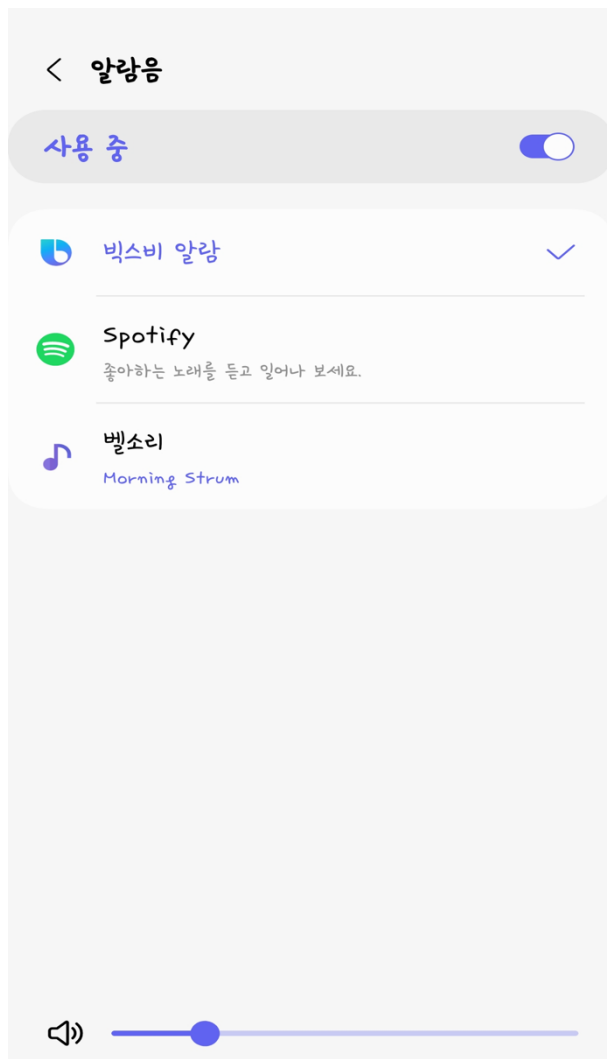 알람음
사용 중
빅스비 알람
Spotify
좋아하는 노래를 듣고 일어나 보세요.
벨소리
Morning Strum